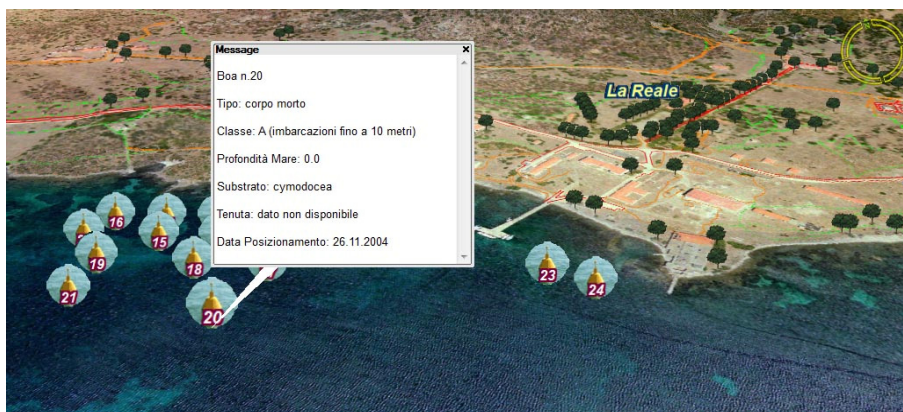 Message
Boa n.20
Tipo: corpo morto
Classe: A (imbarcazioni fino a 10 metri)
Profondità Mare: 0.0
Substrato: cymodocea
Tenuta: dato non disponibile
Data Posizionamento: 26.11.2004
La Reale
16
15
19
18
21
20
23
24